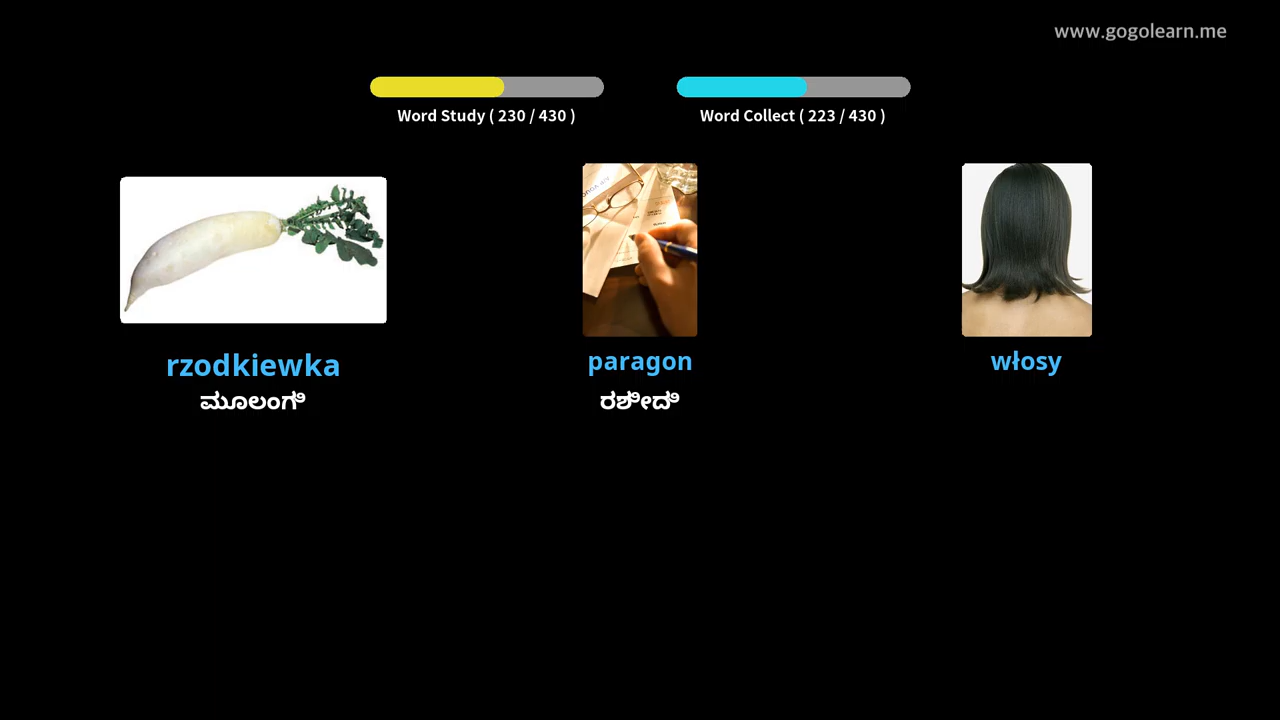 www.gogolearn.me
Word Study ( 230 / 430 )
Word Collect ( 223 / 430 )
rzodkiewka
paragon
włosy
ಮೂಲಂಗಿ
ರಶೀದಿ